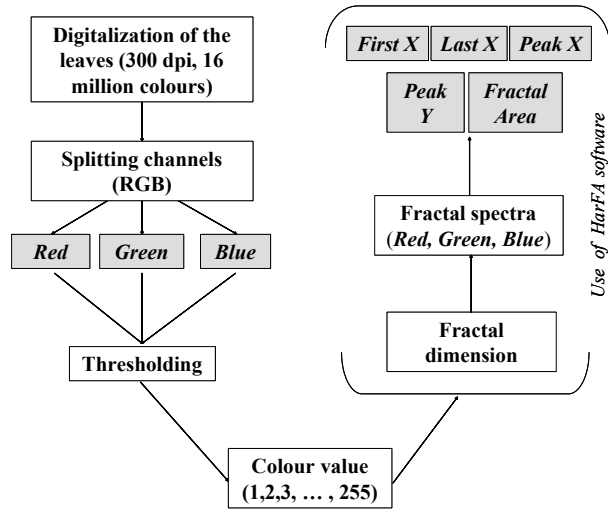 Digitalization of the
leaves (300 dpi, 16
million colours)
Splitting channels
(RGB)
Red
Green
Blue
Thresholding
Colour value
(1,2,3, … , 255)
Fractal
dimension
Fractal spectra
(Red, Green, Blue)
Peak
Y
Fractal
Area
First X
Last X
Peak X
Use of HarFA software